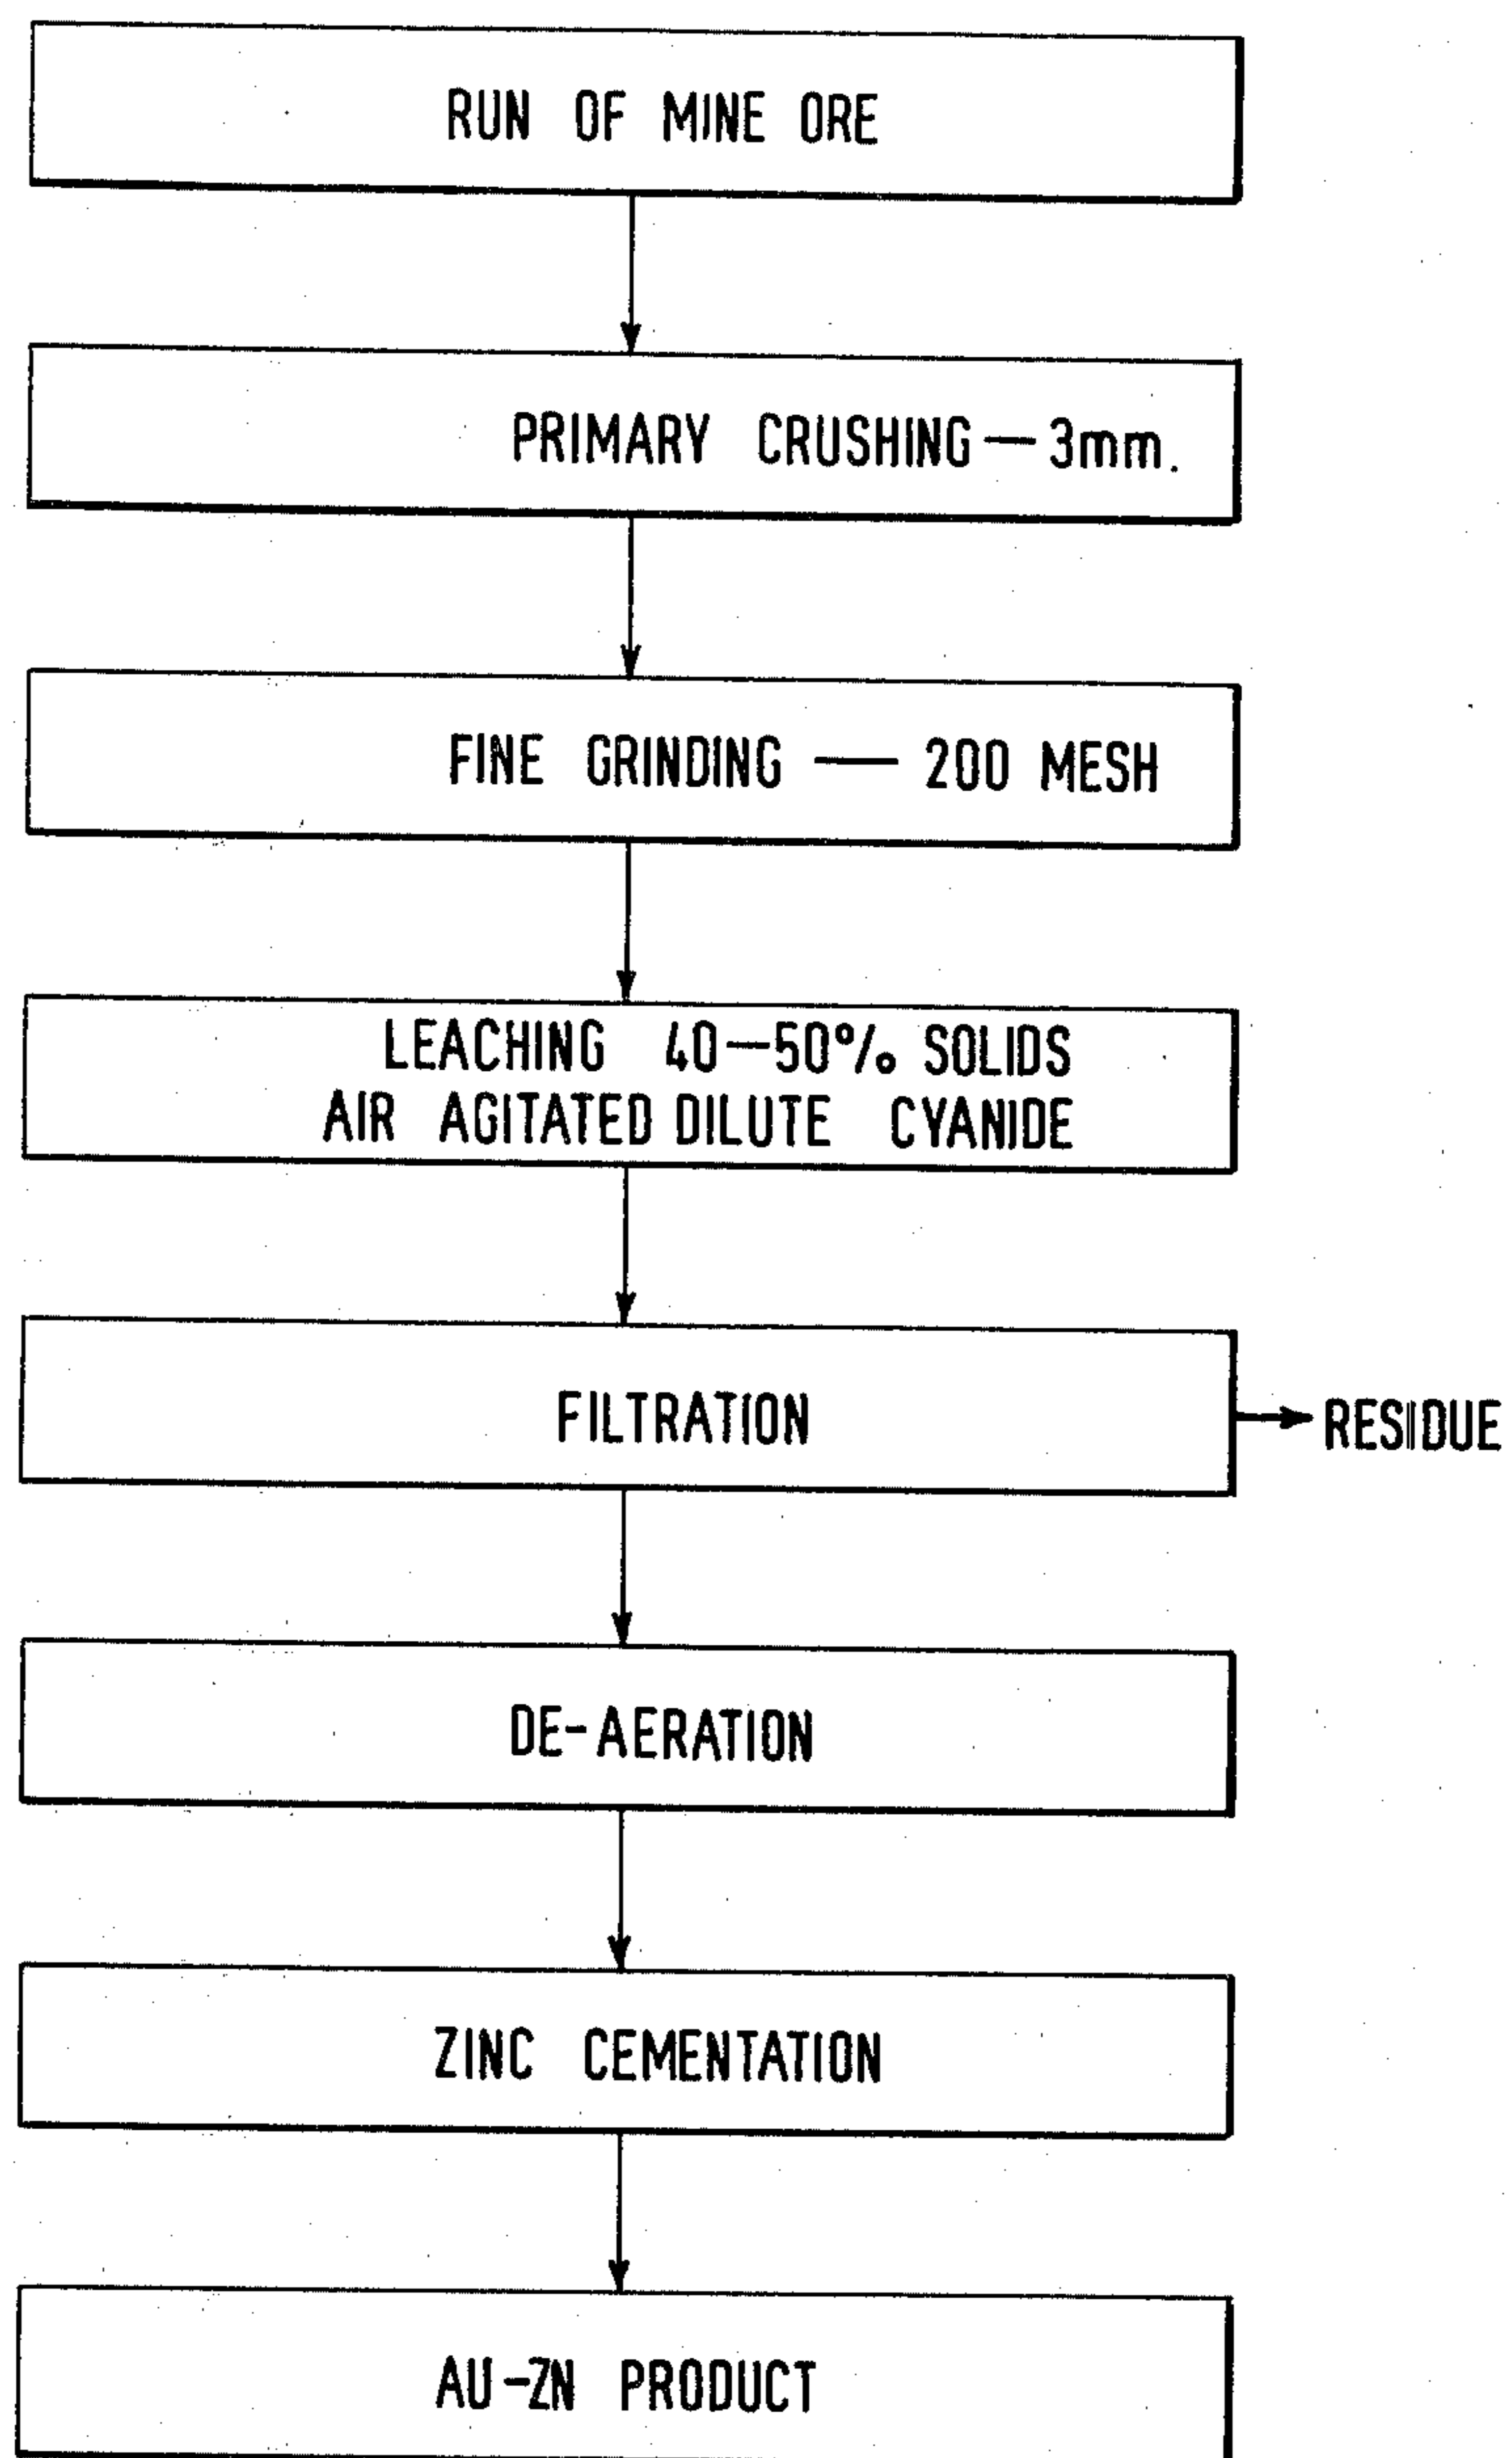 RUN OF MINE ORE
PRIMARY CRUSHING — 3mm.
FINE GRINDING — 200 MESH
LEACHING 40—50% SOLIDS
AIR AGITATED DILUTE CYANIDE
FILTRATION
RESIDUE
DE-AERATION
ZINC CEMENTATION
AU-ZN PRODUCT